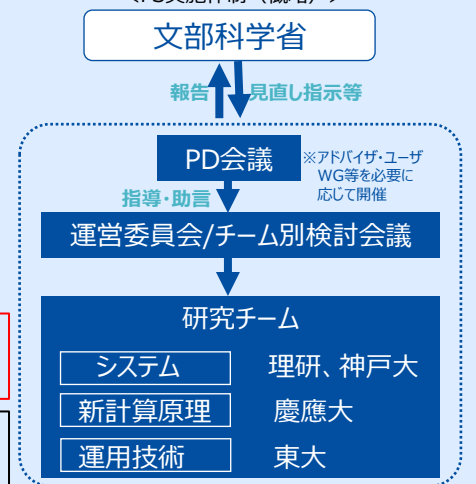 文部科学省
報告 見直し指示等
PD会議
※アドバイザ・ユーザ
WG等を必要に
応じて開催
指導・助言
運営委員会/チーム別検討会議
研究チーム
システム 理研、神戸大
新計算原理 慶應大
運用技術 東大